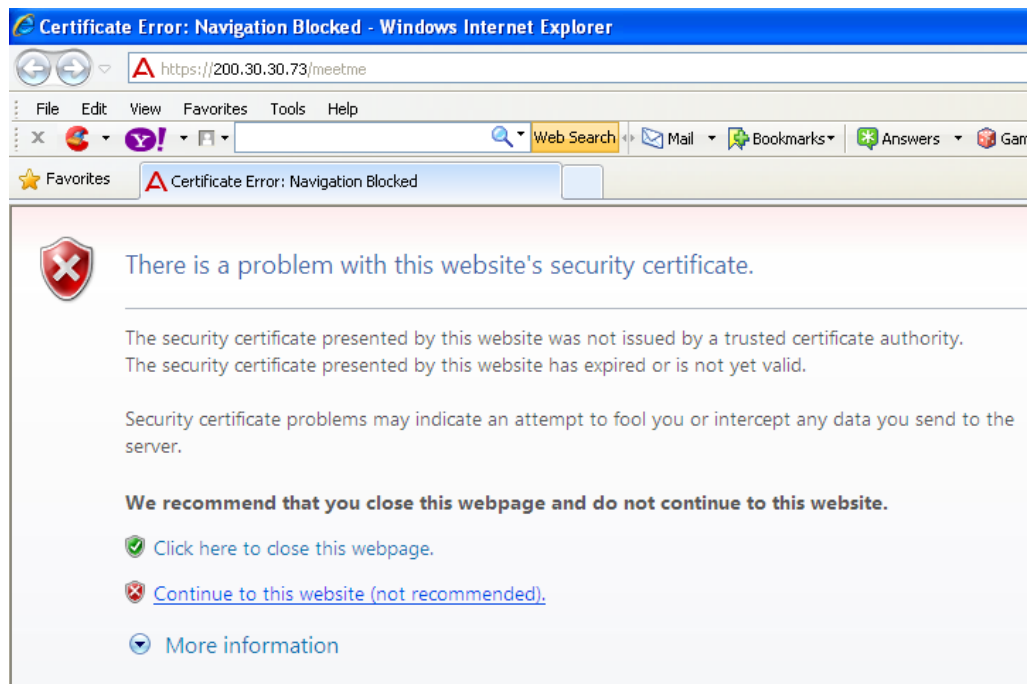 Certificate Error: Navigation Blocked - Windows Internet Explorer
https://200.30.30.73/meetme
File Edit View Favorites Tools Help
Web Search Mail Bookmarks Answers Gam
Favorites Certificate Error: Navigation Blocked
There is a problem with this website's security certificate.
The security certificate presented by this website was not issued by a trusted certificate authority.
The security certificate presented by this website has expired or is not yet valid.
Security certificate problems may indicate an attempt to fool you or intercept any data you send to the
server.
We recommend that you close this webpage and do not continue to this website.
Click here to close this webpage.
Continue to this website (not recommended).
More information